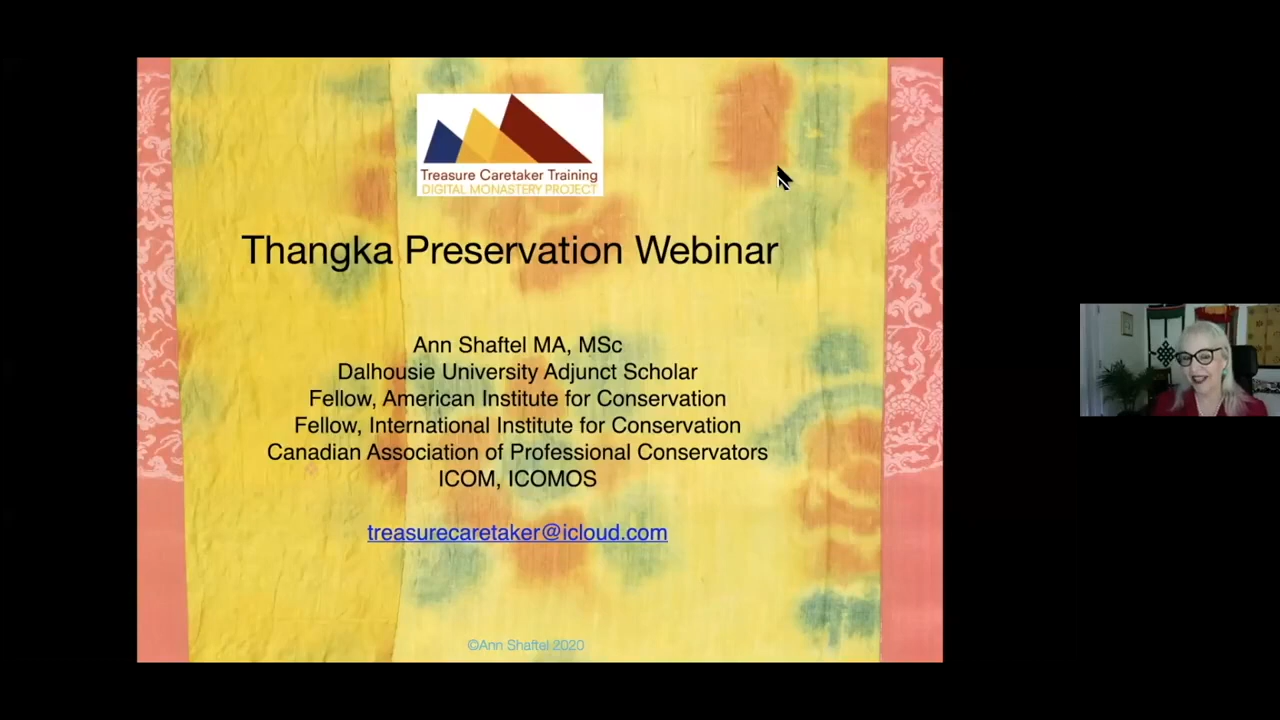 Treasure Caretaker Training
DIGITAL MONASTERY PROJECT
Thangka Preservation Webinar
Ann Shaftel MA, MSc
Dalhousie University Adjunct Scholar
Fellow, American Institute for Conservation
Fellow, International Institute for Conservation
Canadian Association of Professional Conservators
ICOM, ICOMOS
treasurecaretaker@icloud.com
©Ann Shaftel 2020